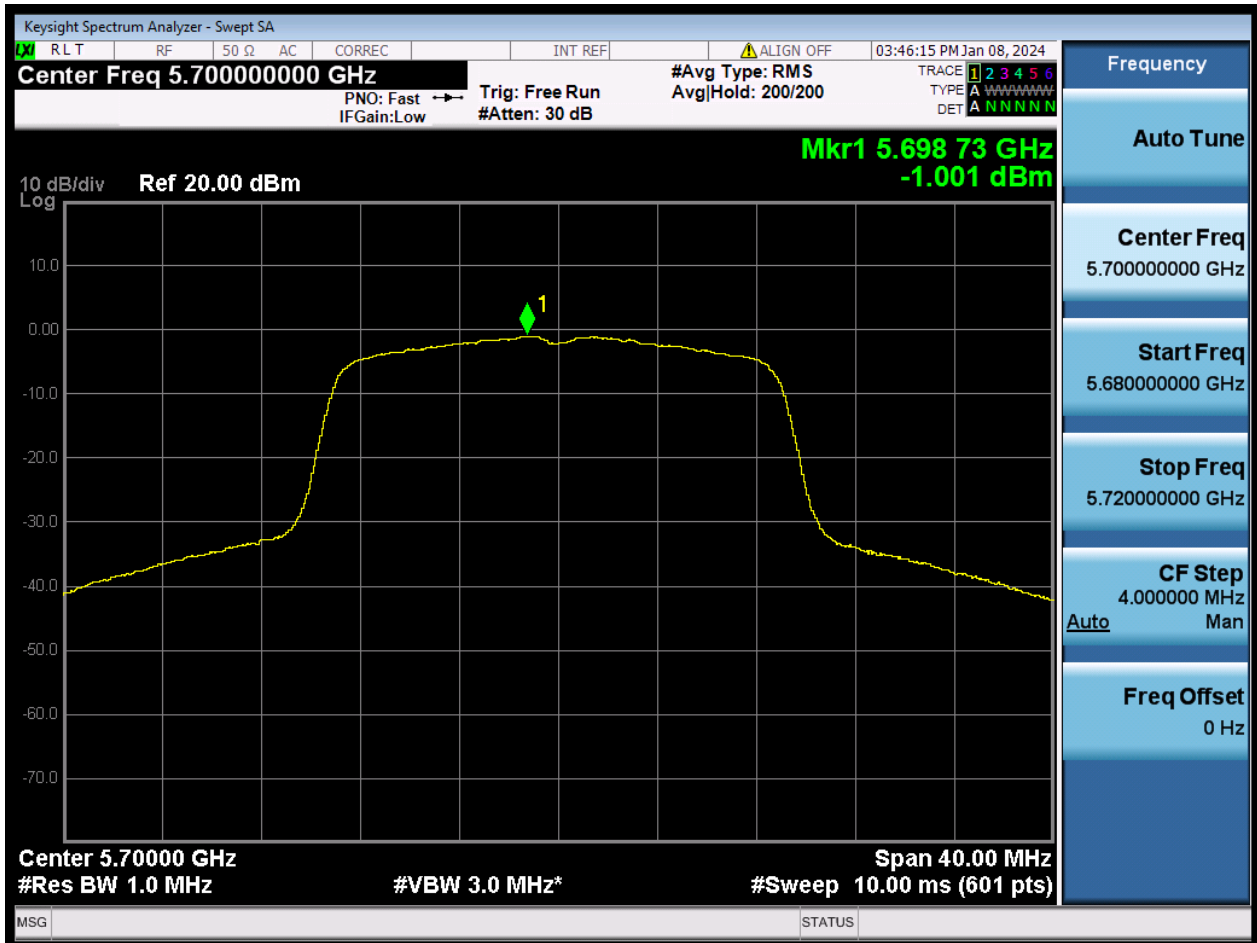 Keysight Spectrum Analyzer - Swept SA
LXI RLT RF 50 Ω AC CORREC INT REF ALIGN OFF 03:46:15 PM Jan 08, 2024
Center Freq 5.700000000 GHz
PNO: Fast
IFGain:Low
Trig: Free Run
#Atten: 30 dB
#Avg Type: RMS
Avg|Hold: 200/200
TRACE 1 2 3 4 5 6
TYPE A WWWWW
DET A N N N N N
Mkr1 5.698 73 GHz
-1.001 dBm
10 dB/div Ref 20.00 dBm
Log
1
10.0
0.00
-10.0
-20.0
-30.0
-40.0
-50.0
-60.0
-70.0
Center 5.70000 GHz Span 40.00 MHz
#Res BW 1.0 MHz #VBW 3.0 MHz* #Sweep 10.00 ms (601 pts)
MSG STATUS
Frequency
Auto Tune
Center Freq
5.700000000 GHz
Start Freq
5.680000000 GHz
Stop Freq
5.720000000 GHz
CF Step
4.000000 MHz
Auto Man
Freq Offset
0 Hz